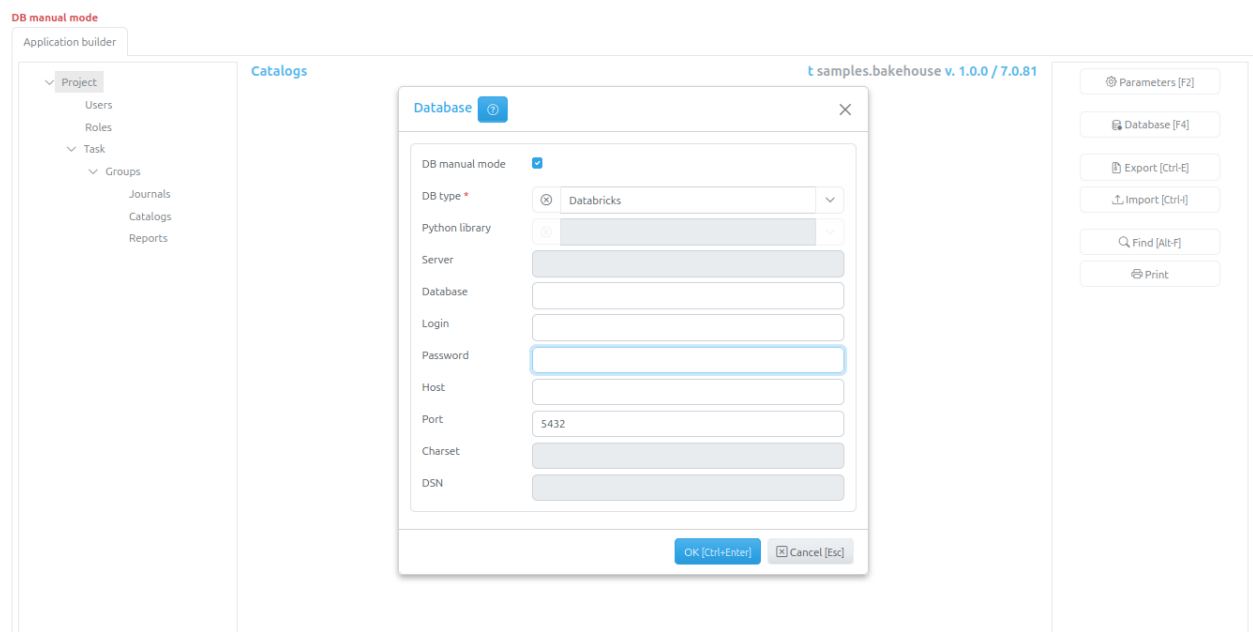 DB manual mode
Application builder
Project
Users
Roles
Task
Groups
Journals
Catalogs
Reports
Catalogs
t samples.bakehouse v. 1.0.0 / 7.0.81
Database
DB manual mode
DB type *
Databricks
Python library
Server
Database
Login
Password
Host
Port
5432
Charset
DSN
OK [Ctrl+Enter]
Cancel [Esc]
Parameters [F2]
Database [F4]
Export [Ctrl-E]
Import [Ctrl-I]
Find [Alt-F]
Print